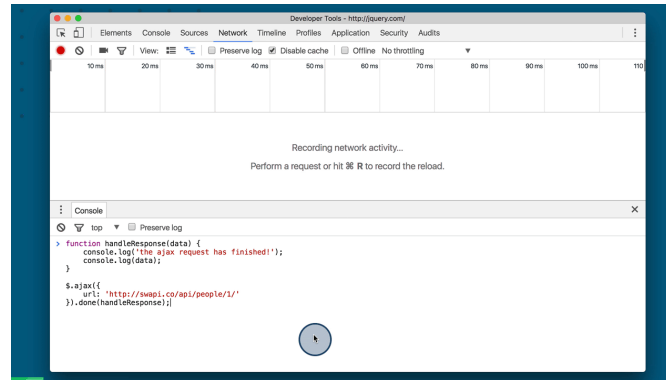 Developer Tools - http://jquery.com/
Elements Console Sources Network Timeline Profiles Application Security Audits
View: Preserve log Disable cache Offline No throttling
10 ms 20 ms 30 ms 40 ms 50 ms 60 ms 70 ms 80 ms 90 ms 100 ms 110
Recording network activity...
Perform a request or hit ⌘ R to record the reload.
Console
top Preserve log
> function handleResponse(data) {
console.log('the ajax request has finished!');
console.log(data);
}
$.ajax({
url: 'http://swapi.co/api/people/1/'
}).done(handleResponse);